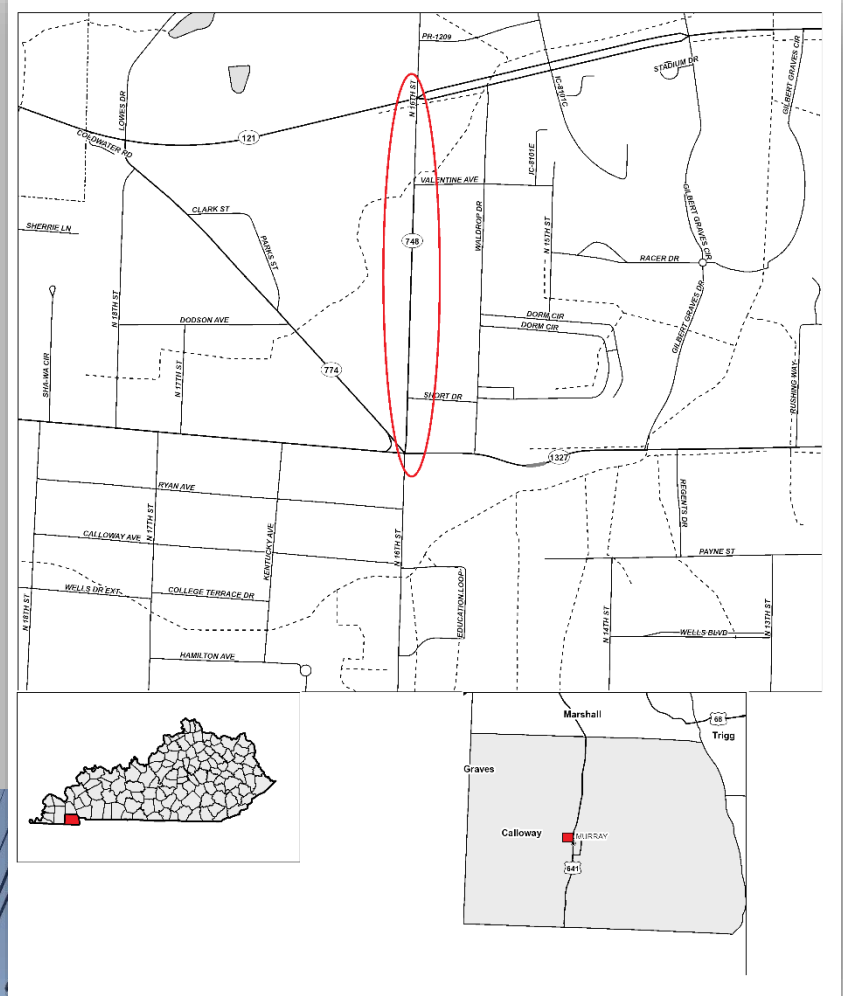 PR-1209
STADIUM DR
GILBERT GRAVES CIR
N 16TH ST
IC-8101C
LOWES DR
121
COLDWATER RD
IC-8101E
VALENTINE AVE
CLARK ST
PARKS ST
WALDROP DR
N 15TH ST
GILBERT GRAVES CIR
SHERRIE LN
748
RACER DR
N 18TH ST
DODSON AVE
DORM CIR
DORM CIR
GILBERT GRAVES DR
SHA-WA CIR
N 17TH ST
774
SHORT DR
RUSHING WAY
1327
RYAN AVE
REGENTS DR
N 17TH ST
CALLOWAY AVE
KENTUCKY AVE
N 16TH ST
PAYNE ST
WELLS DR EXT
COLLEGE TERRACE DR
EDUCATION LOOP
N 18TH ST
N 14TH ST
WELLS BLVD
N 13TH ST
HAMILTON AVE
Marshall
68
Trigg
Graves
Calloway
MURRAY
641